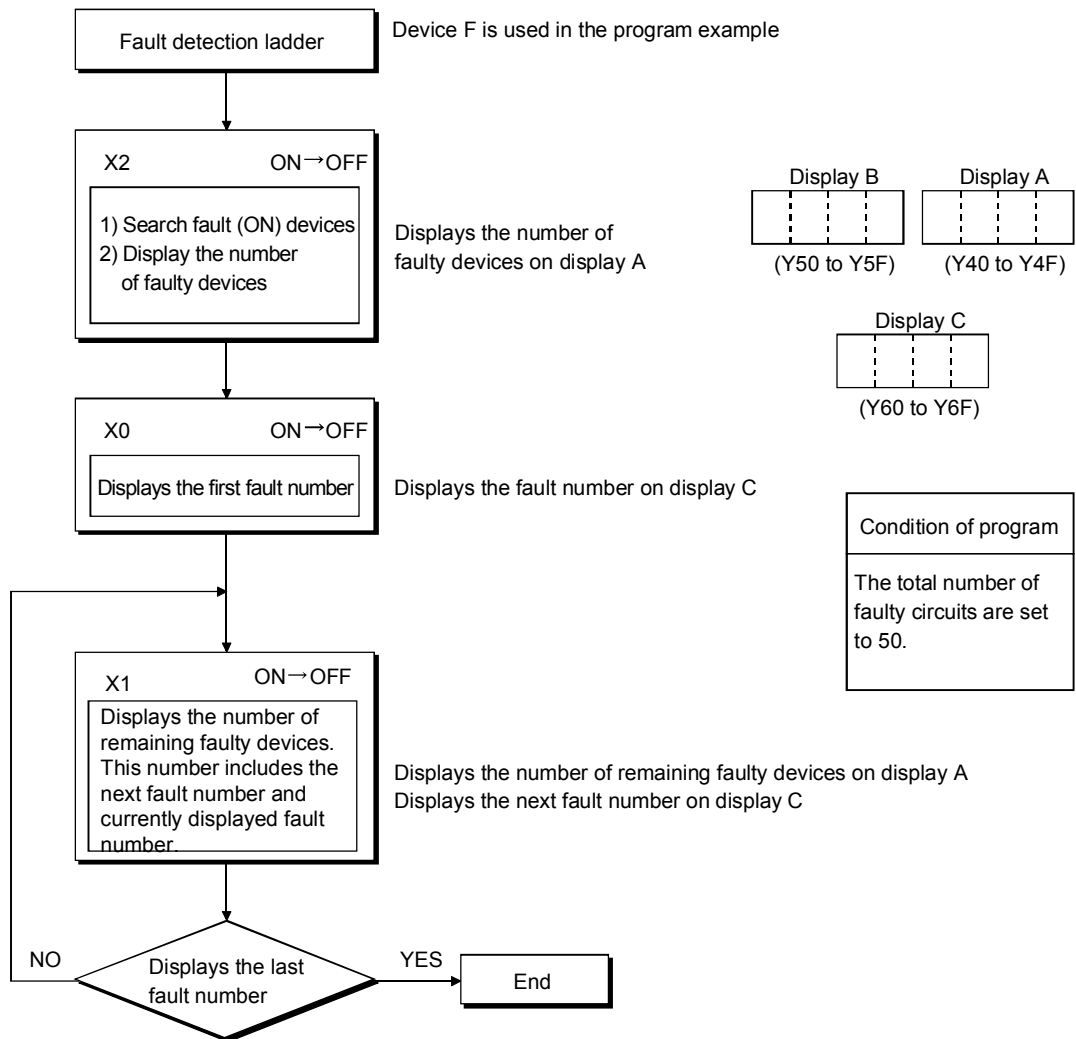 Fault detection ladder
Device F is used in the program example
X2 ON→OFF
1) Search fault (ON) devices
2) Display the number
of faulty devices
Displays the number of
faulty devices on display A
Display B
Display A
(Y50 to Y5F)
(Y40 to Y4F)
Display C
(Y60 to Y6F)
X0 ON→OFF
Displays the first fault number
Displays the fault number on display C
Condition of program
The total number of
faulty circuits are set
to 50.
X1 ON→OFF
Displays the number of
remaining faulty devices.
This number includes the
next fault number and
currently displayed fault
number.
Displays the number of remaining faulty devices on display A
Displays the next fault number on display C
NO
Displays the last
fault number
YES
End